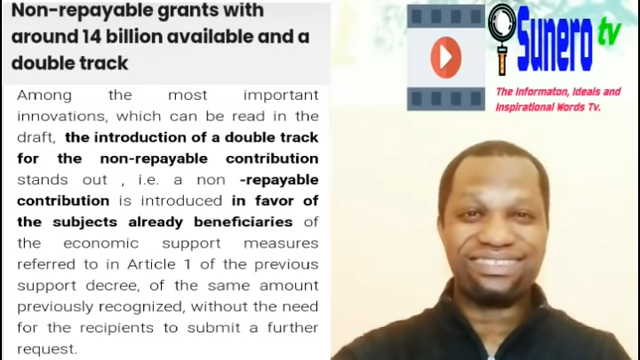 Non-repayable grants with
around 14 billion available and a
double track
Among the most important
innovations, which can be read in the
draft, the introduction of a double track
for the non-repayable contribution
stands out , i.e. a non -repayable
contribution is introduced in favor of
the subjects already beneficiaries of
the economic support measures
referred to in Article 1 of the previous
support decree, of the same amount
previously recognized, without the need
for the recipients to submit a further
request.
Sunero tv
The Informaton, Ideals and
Inspirational Words Tv.